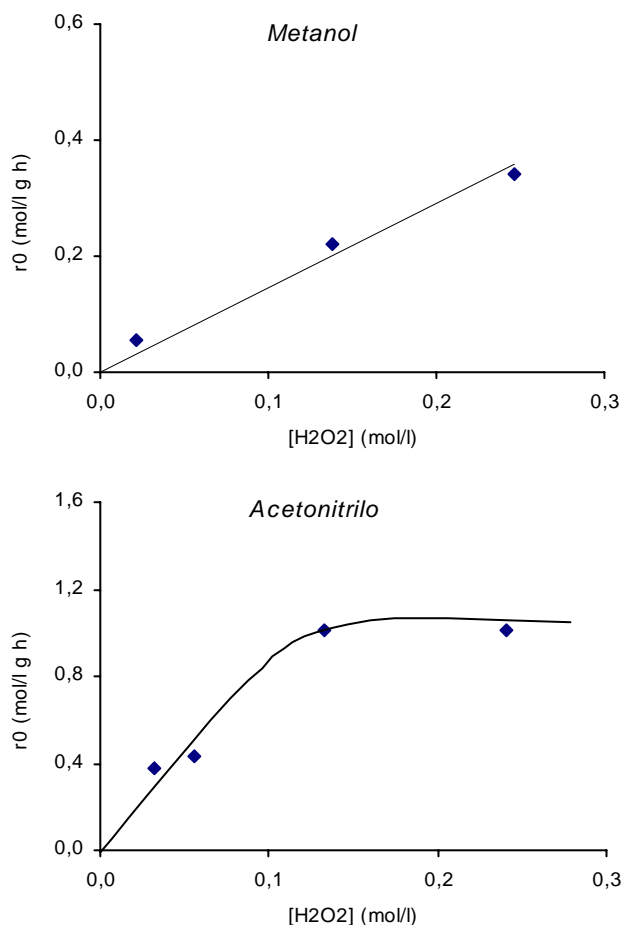 Metanol
0,6
0,4
0,2
0,0
r0 (mol/l g h)
0,0 0,1 0,2 0,3
[H2O2] (mol/l)
Acetonitrilo
1,6
1,2
0,8
0,4
0,0
r0 (mol/l g h)
0,0 0,1 0,2 0,3
[H2O2] (mol/l)